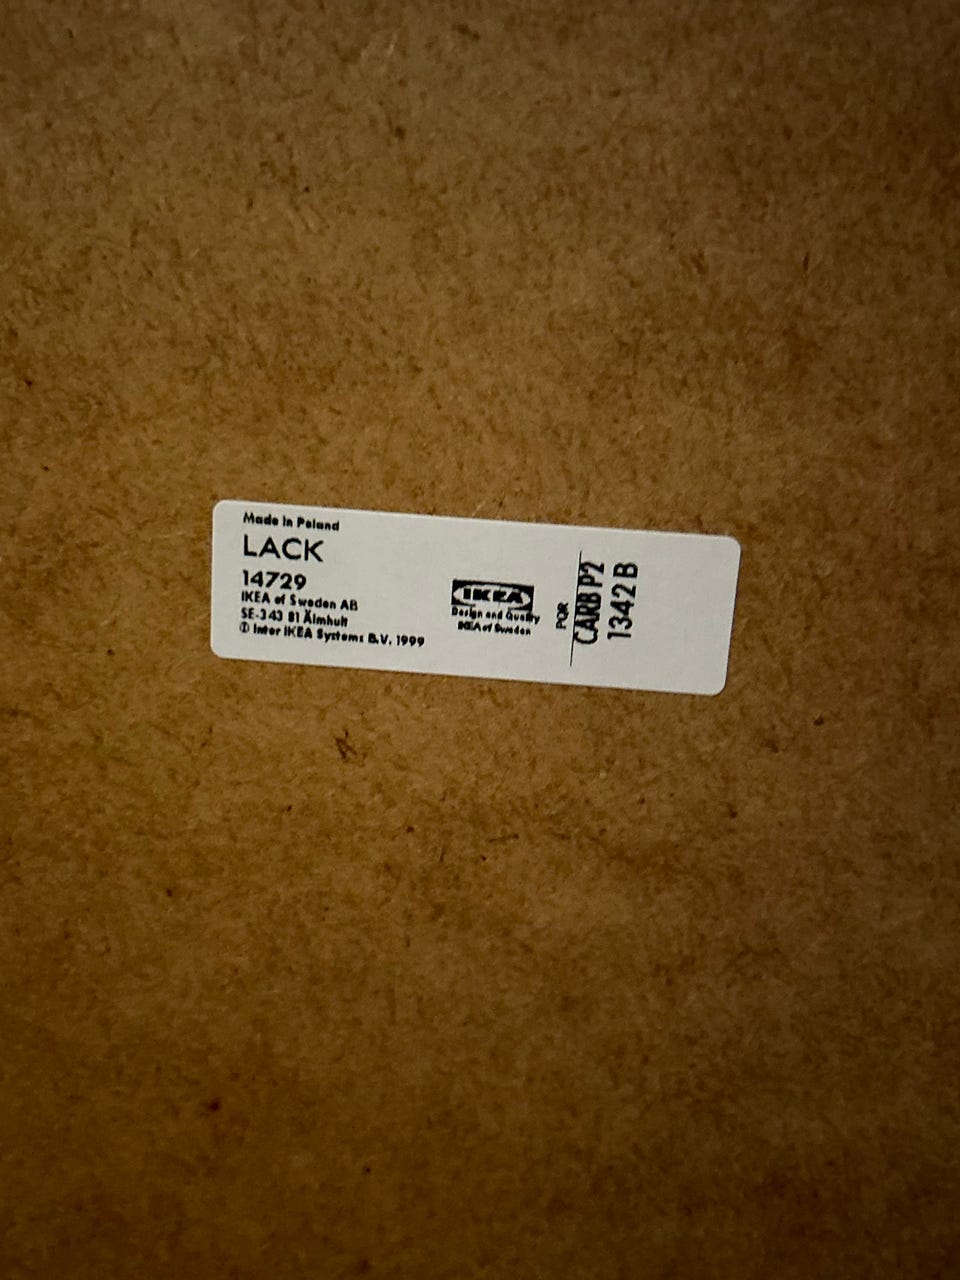 Made in Poland
LACK
14729
IKEA of Sweden AB
SE-343 81 Älmhult
© Inter IKEA Systems B.V. 1999
IKEA
Design and Quality
IKEA of Sweden
PQR
CARB P2
1342 B